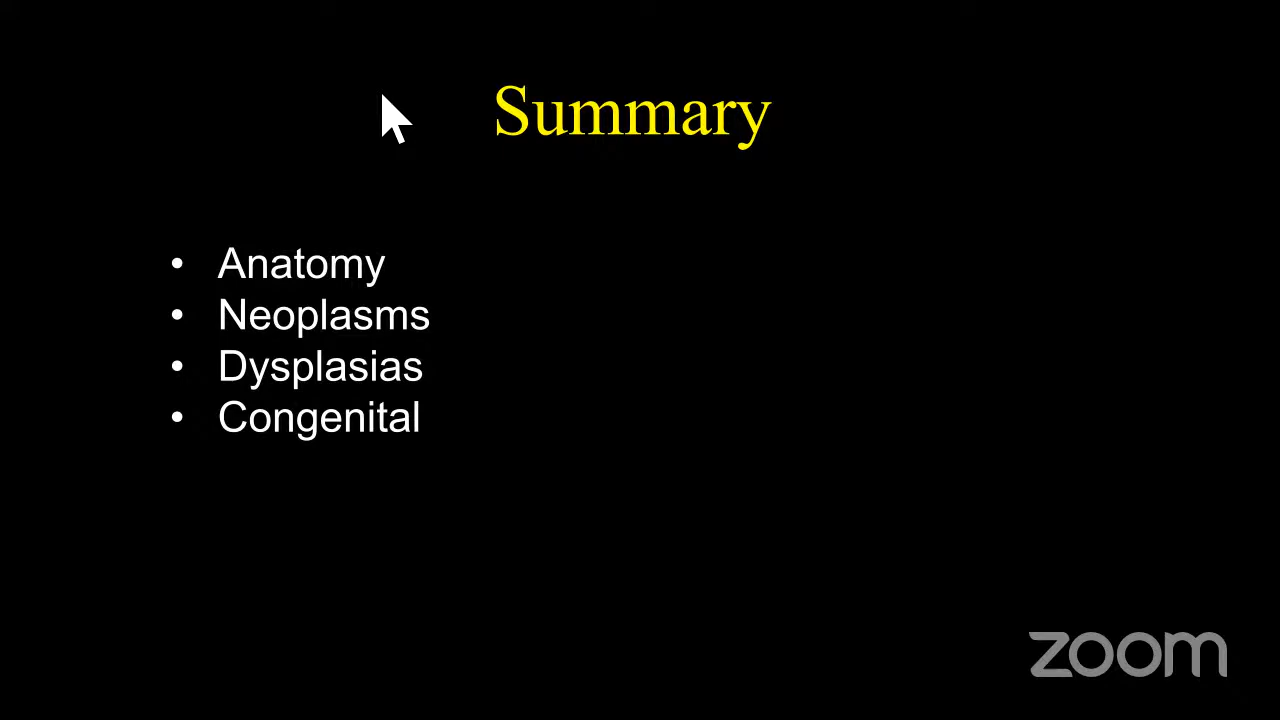 Summary
• Anatomy
• Neoplasms
• Dysplasias
• Congenital
zoom